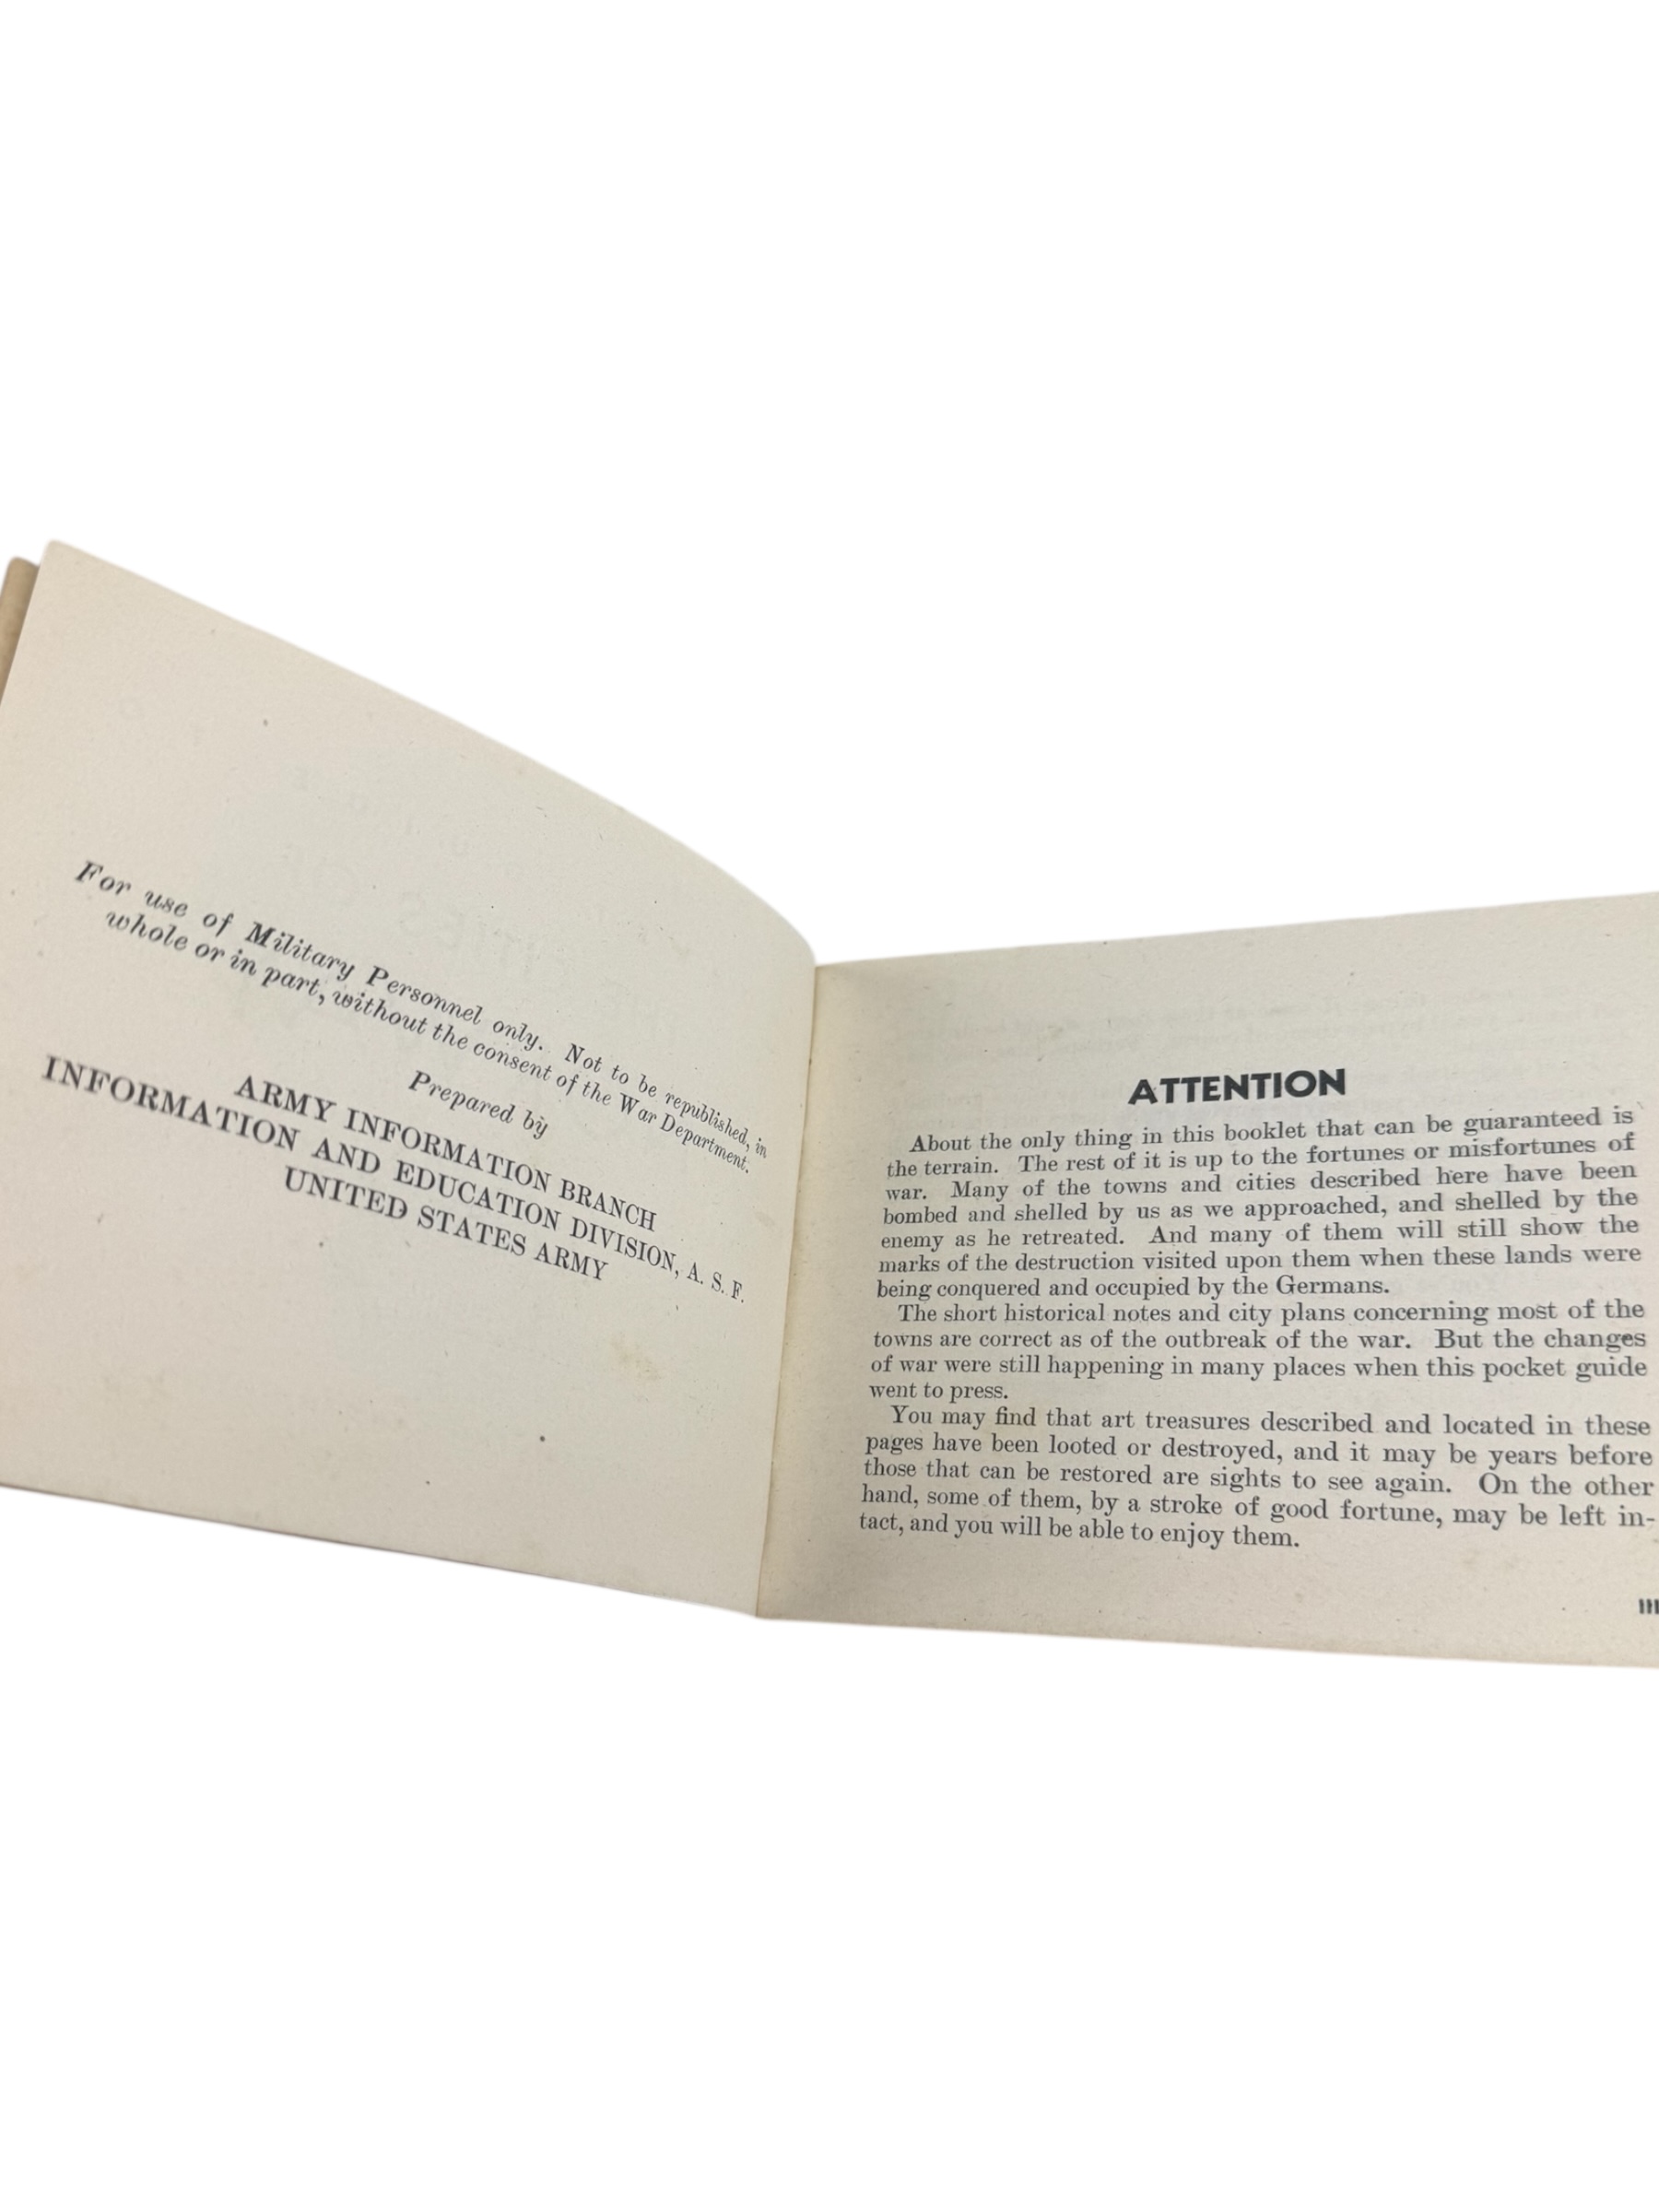 For use of Military Personnel only. Not to be republished, in
whole or in part, without the consent of the War Department.
Prepared by
ARMY INFORMATION BRANCH
INFORMATION AND EDUCATION DIVISION, A. S. F.
UNITED STATES ARMY
ATTENTION
About the only thing in this booklet that can be guaranteed is
the terrain. The rest of it is up to the fortunes or misfortunes of
war. Many of the towns and cities described here have been
bombed and shelled by us as we approached, and shelled by the
enemy as he retreated. And many of them will still show the
marks of the destruction visited upon them when these lands were
being conquered and occupied by the Germans.
The short historical notes and city plans concerning most of the
towns are correct as of the outbreak of the war. But the changes
of war were still happening in many places when this pocket guide
went to press.
You may find that art treasures described and located in these
pages have been looted or destroyed, and it may be years before
those that can be restored are sights to see again. On the other
hand, some of them, by a stroke of good fortune, may be left in-
tact, and you will be able to enjoy them.
III